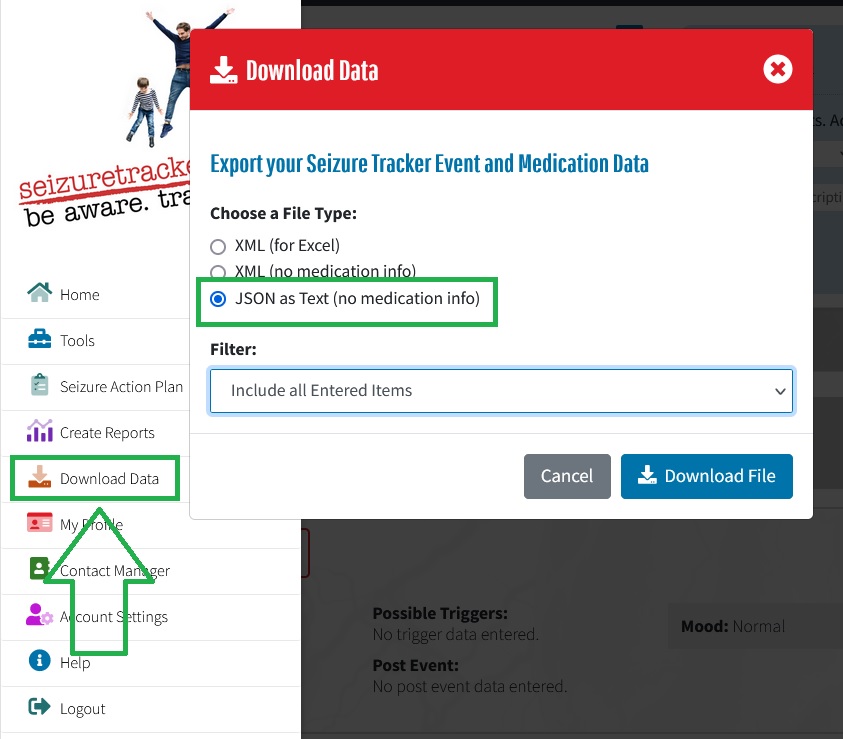 seizuretracke
be aware. tra
Home
Tools
Seizure Action Plan
Create Reports
Download Data
My Profile
Contact Manager
Account Settings
Help
Logout
Download Data
Export your Seizure Tracker Event and Medication Data
Choose a File Type:
XML (for Excel)
XML (no medication info)
JSON as Text (no medication info)
Filter:
Include all Entered Items
Cancel
Download File
Possible Triggers:
No trigger data entered.
Mood: Normal
Post Event:
No post event data entered.